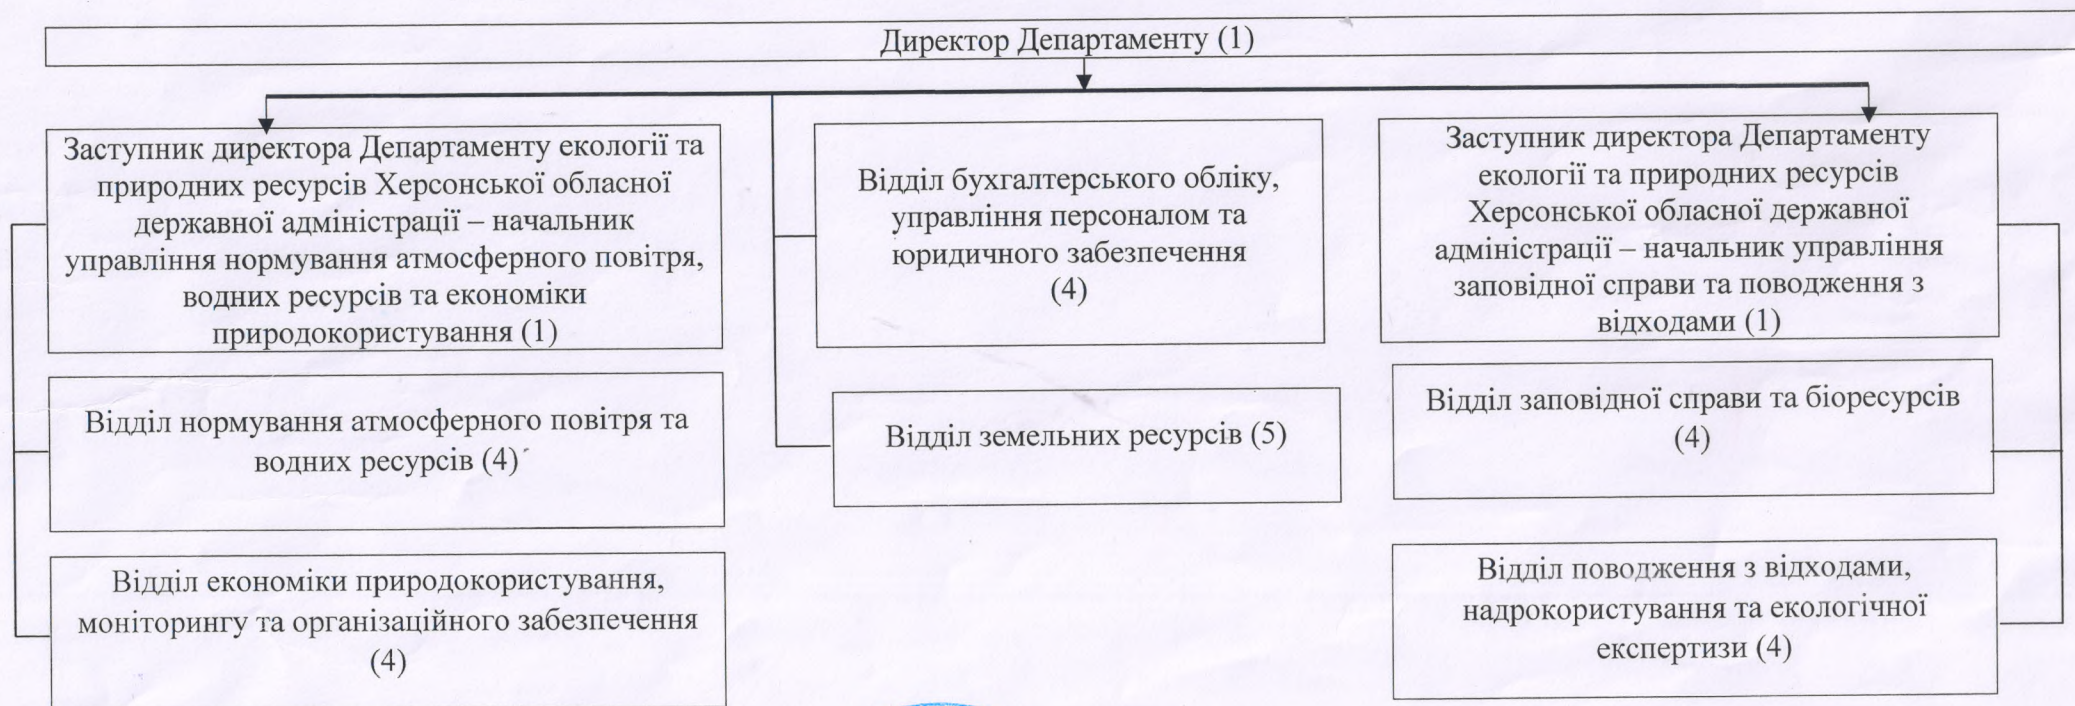 Директор Департаменту (1)
Заступник директора Департаменту екології та
природних ресурсів Херсонської обласної
державної адміністрації – начальник
управління нормування атмосферного повітря,
водних ресурсів та економіки
природокористування (1)
Відділ бухгалтерського обліку,
управління персоналом та
юридичного забезпечення
(4)
Заступник директора Департаменту
екології та природних ресурсів
Херсонської обласної державної
адміністрації – начальник управління
заповідної справи та поводження з
відходами (1)
Відділ нормування атмосферного повітря та
водних ресурсів (4)
Відділ земельних ресурсів (5)
Відділ заповідної справи та біоресурсів
(4)
Відділ економіки природокористування,
моніторингу та організаційного забезпечення
(4)
Відділ поводження з відходами,
надрокористування та екологічної
експертизи (4)